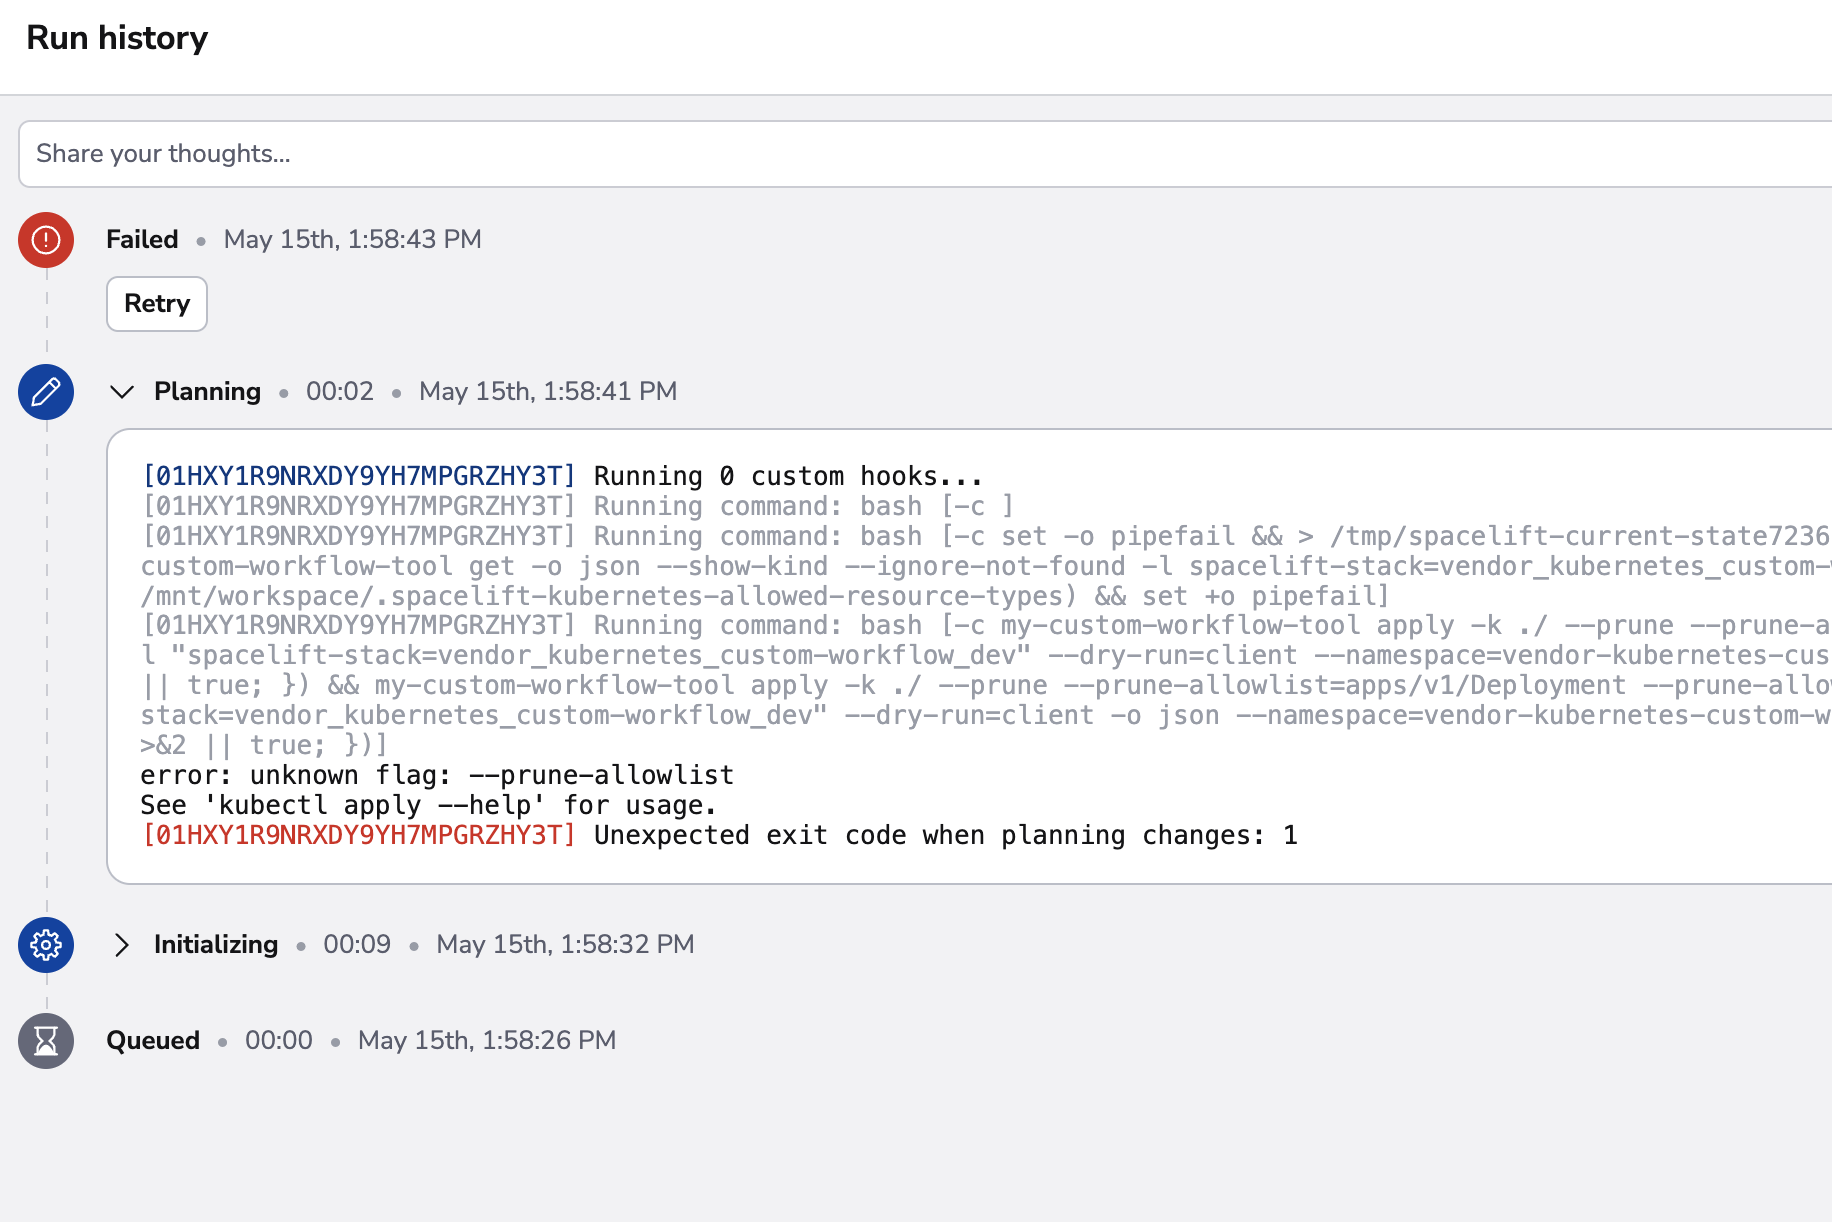 Run history
Share your thoughts...
Failed • May 15th, 1:58:43 PM
Retry
Planning • 00:02 • May 15th, 1:58:41 PM
[01HXY1R9NRXDY9YH7MPGRZHY3T] Running 0 custom hooks...
[01HXY1R9NRXDY9YH7MPGRZHY3T] Running command: bash [-c ]
[01HXY1R9NRXDY9YH7MPGRZHY3T] Running command: bash [-c set -o pipefail && > /tmp/spacelift-current-state7236
custom-workflow-tool get -o json --show-kind --ignore-not-found -l spacelift-stack=vendor_kubernetes_custom-
/mnt/workspace/.spacelift-kubernetes-allowed-resource-types) && set +o pipefail]
[01HXY1R9NRXDY9YH7MPGRZHY3T] Running command: bash [-c my-custom-workflow-tool apply -k ./ --prune --prune-a
l "spacelift-stack=vendor_kubernetes_custom-workflow_dev" --dry-run=client --namespace=vendor-kubernetes-cus
|| true; }) && my-custom-workflow-tool apply -k ./ --prune --prune-allowlist=apps/v1/Deployment --prune-allo
stack=vendor_kubernetes_custom-workflow_dev" --dry-run=client -o json --namespace=vendor-kubernetes-custom-w
>&2 || true; })]
error: unknown flag: --prune-allowlist
See 'kubectl apply --help' for usage.
[01HXY1R9NRXDY9YH7MPGRZHY3T] Unexpected exit code when planning changes: 1
Initializing • 00:09 • May 15th, 1:58:32 PM
Queued • 00:00 • May 15th, 1:58:26 PM